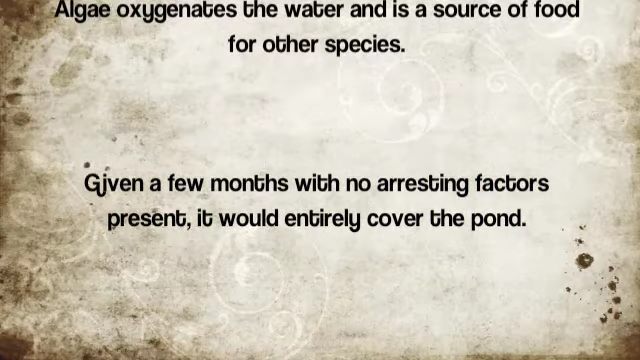 Algae oxygenates the water and is a source of food
for other species.
Given a few months with no arresting factors
present, it would entirely cover the pond.